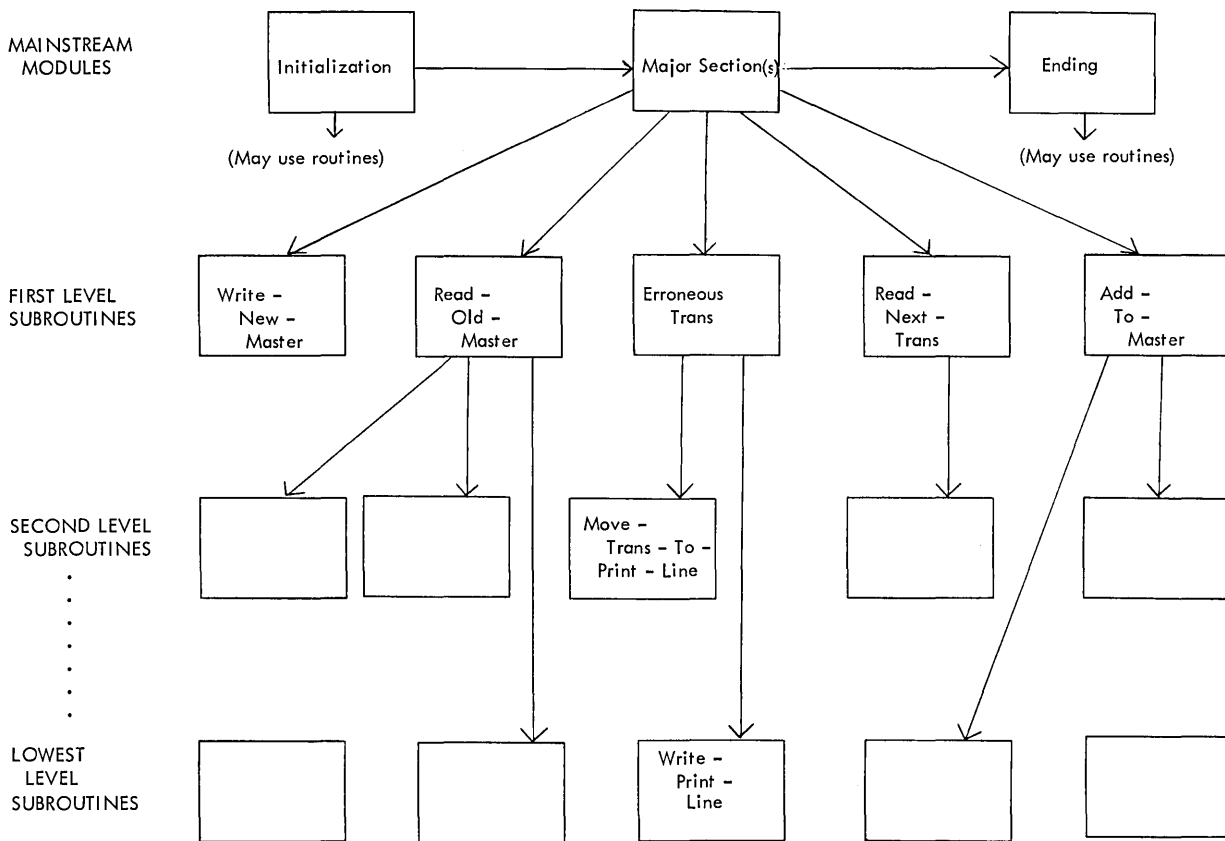 MAINSTREAM
MODULES
Initialization
Major Section(s)
Ending
(May use routines)
(May use routines)
FIRST LEVEL
SUBROUTINES
Write -
New -
Master
Read -
Old -
Master
Erroneous
Trans
Read -
Next -
Trans
Add -
To -
Master
SECOND LEVEL
SUBROUTINES
Move -
Trans - To -
Print - Line
LOWEST
LEVEL
SUBROUTINES
Write -
Print -
Line